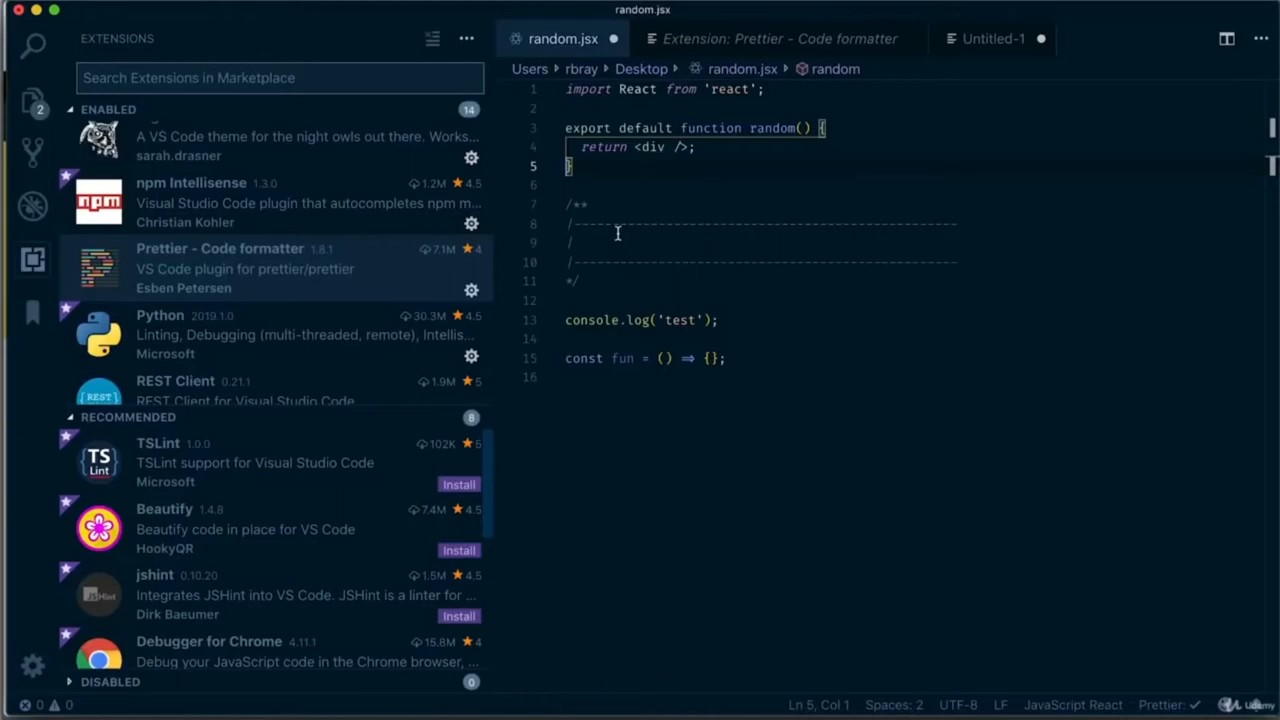 random.jsx
EXTENSIONS
random.jsx
Extension: Prettier - Code formatter
Untitled-1
Search Extensions in Marketplace
Users
rbray
Desktop
random.jsx
random
2
ENABLED
14
A VS Code theme for the night owls out there. Works...
sarah.drasner
npm Intellisense 1.3.0 1.2M 4.5
npm
Visual Studio Code plugin that autocompletes npm m...
Christian Kohler
Prettier - Code formatter 1.8.1 7.1M 4
VS Code plugin for prettier/prettier
Esben Petersen
Python 2019.1.0 30.3M 4.5
Linting, Debugging (multi-threaded, remote), Intellis...
Microsoft
REST Client 0.21.1 1.9M 5
REST
REST Client for Visual Studio Code
RECOMMENDED
8
TSLint 1.0.0 102K 5
TS
Lint
TSLint support for Visual Studio Code
Microsoft
Install
Beautify 1.4.8 7.4M 4.5
Beautify code in place for VS Code
HookyQR
Install
jshint 0.10.20 1.5M 4.5
JSHint
Integrates JSHint into VS Code. JSHint is a linter for ...
Dirk Baeumer
Install
Debugger for Chrome 4.11.1 15.8M 4
Debug your JavaScript code in the Chrome browser, ...
DISABLED
0
1 import React from 'react';
2
3 export default function random() {
4 return <div />;
5 }
6
7 /**
8 /--------------------------------------------------
9 /
10 /--------------------------------------------------
11 */
12
13 console.log('test');
14
15 const fun = () => {};
16
0 0
Ln 5, Col 1
Spaces: 2
UTF-8
LF
JavaScript React
Prettier: ✓
Udemy